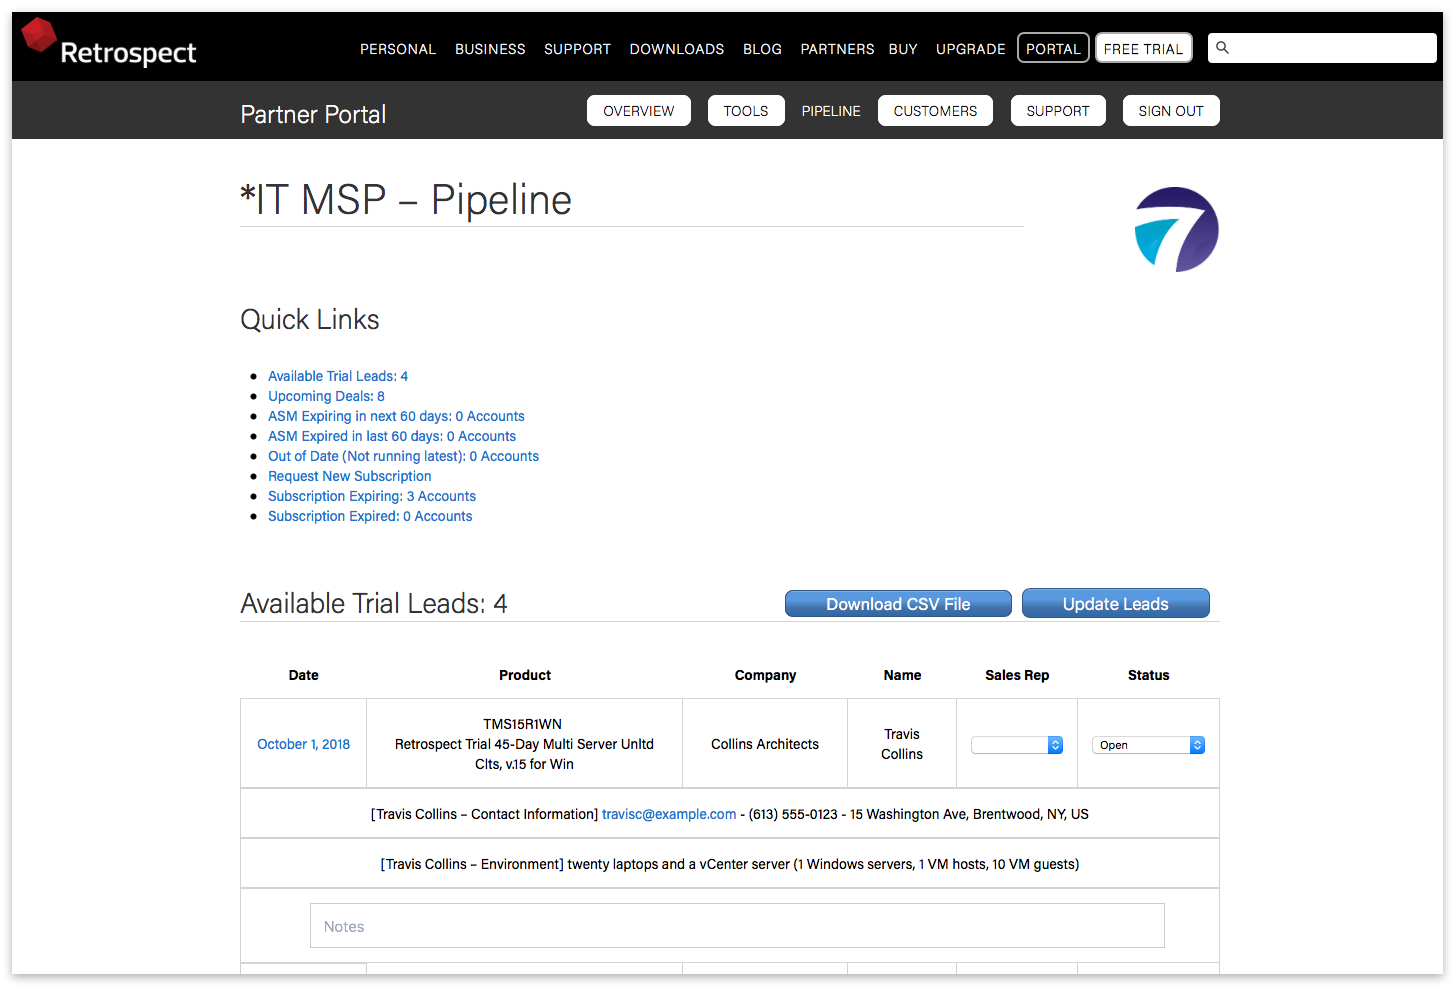 Retrospect
PERSONAL BUSINESS SUPPORT DOWNLOADS BLOG PARTNERS BUY UPGRADE PORTAL FREE TRIAL
Partner Portal OVERVIEW TOOLS PIPELINE CUSTOMERS SUPPORT SIGN OUT
*IT MSP – Pipeline
7
Quick Links
Available Trial Leads: 4
Upcoming Deals: 8
ASM Expiring in next 60 days: 0 Accounts
ASM Expired in last 60 days: 0 Accounts
Out of Date (Not running latest): 0 Accounts
Request New Subscription
Subscription Expiring: 3 Accounts
Subscription Expired: 0 Accounts
Available Trial Leads: 4 Download CSV File Update Leads
Date Product Company Name Sales Rep Status
October 1, 2018
TMS15R1WN
Retrospect Trial 45-Day Multi Server Unltd
Clts, v.15 for Win
Collins Architects
Travis
Collins
Open
[Travis Collins – Contact Information] travisc@example.com - (613) 555-0123 - 15 Washington Ave, Brentwood, NY, US
[Travis Collins – Environment] twenty laptops and a vCenter server (1 Windows servers, 1 VM hosts, 10 VM guests)
Notes